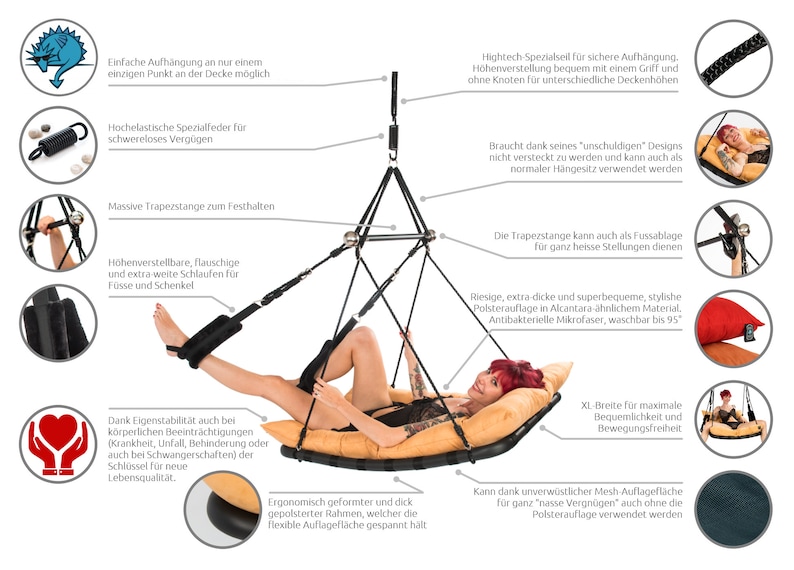 Einfache Aufhängung an nur einem
einzigen Punkt an der Decke möglich
Hightech-Spezialseil für sichere Aufhängung.
Höhenverstellung bequem mit einem Griff und
ohne Knoten für unterschiedliche Deckenhöhen
Hochelastische Spezialfeder für
schwereloses Vergügen
Braucht dank seines "unschuldigen" Designs
nicht versteckt zu werden und kann auch als
normaler Hängesitz verwendet werden
Massive Trapezstange zum Festhalten
Die Trapezstange kann auch als Fussablage
für ganz heisse Stellungen dienen
Höhenverstellbare, flauschige
und extra-weite Schlaufen für
Füsse und Schenkel
Riesige, extra-dicke und superbequeme, stylishe
Polsterauflage in Alcantara-ähnlichem Material.
Antibakterielle Mikrofaser, waschbar bis 95°
XL-Breite für maximale
Bequemlichkeit und
Bewegungsfreiheit
Dank Eigenstabilität auch bei
körperlichen Beeinträchtigungen
(Krankheit, Unfall, Behinderung oder
auch bei Schwangerschaften) der
Schlüssel für neue
Lebensqualität.
Ergonomisch geformter und dick
gepolsterter Rahmen, welcher die
flexible Auflagefläche gespannt hält
Kann dank unverwüstlicher Mesh-Auflagefläche
für ganz "nasse Vergnügen" auch ohne die
Polsterauflage verwendet werden